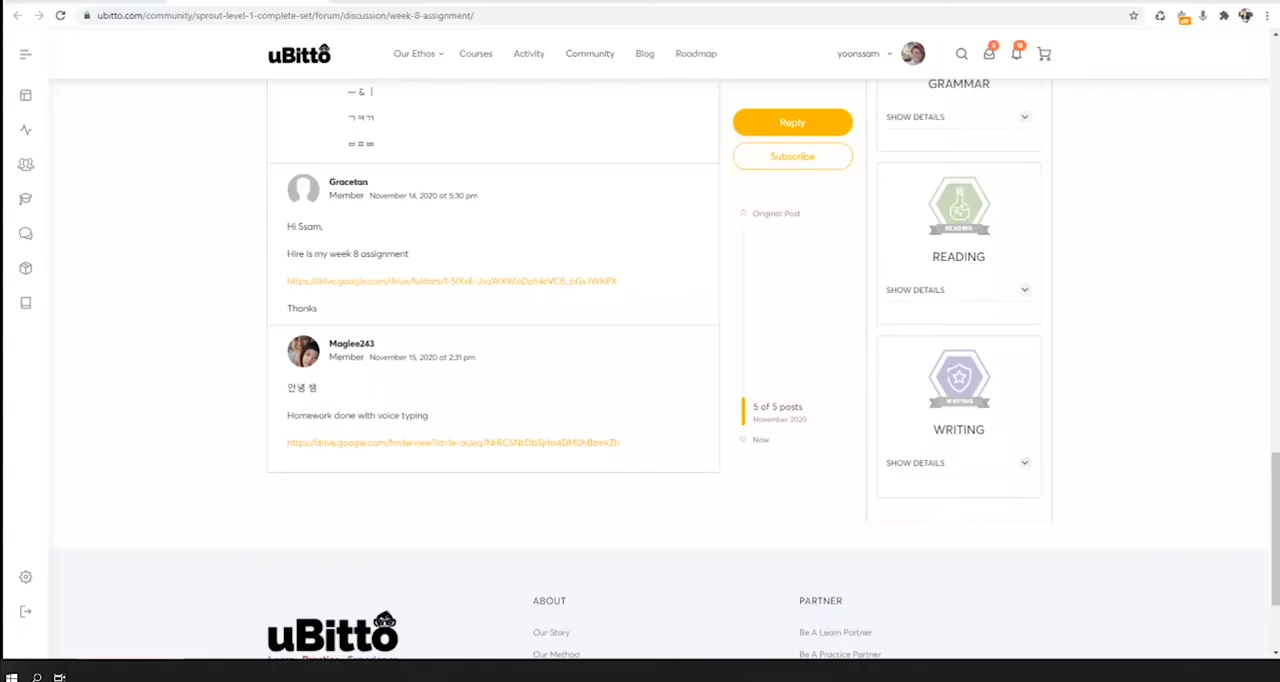 ubitto.com/community/sprout-level-1-complete-set/forum/discussion/week-8-assignment/
uBitto
Our Ethos
Courses
Activity
Community
Blog
Roadmap
yoonssam
ㅡ & ㅣ
ㄱㅋㄲ
ㅂㅍㅃ
Gracetan
Member November 14, 2020 at 5:30 pm
Hi Ssam,
Hire is my week 8 assignment
Thanks
Maglee243
Member November 15, 2020 at 2:31 pm
안녕 쌤
Homework done with voice typing
Reply
Subscribe
Original Post
5 of 5 posts
November 2020
Now
GRAMMAR
SHOW DETAILS
READING
READING
SHOW DETAILS
WRITING
WRITING
SHOW DETAILS
uBitto
ABOUT
Our Story
Our Method
PARTNER
Be A Learn Partner
Be A Practice Partner